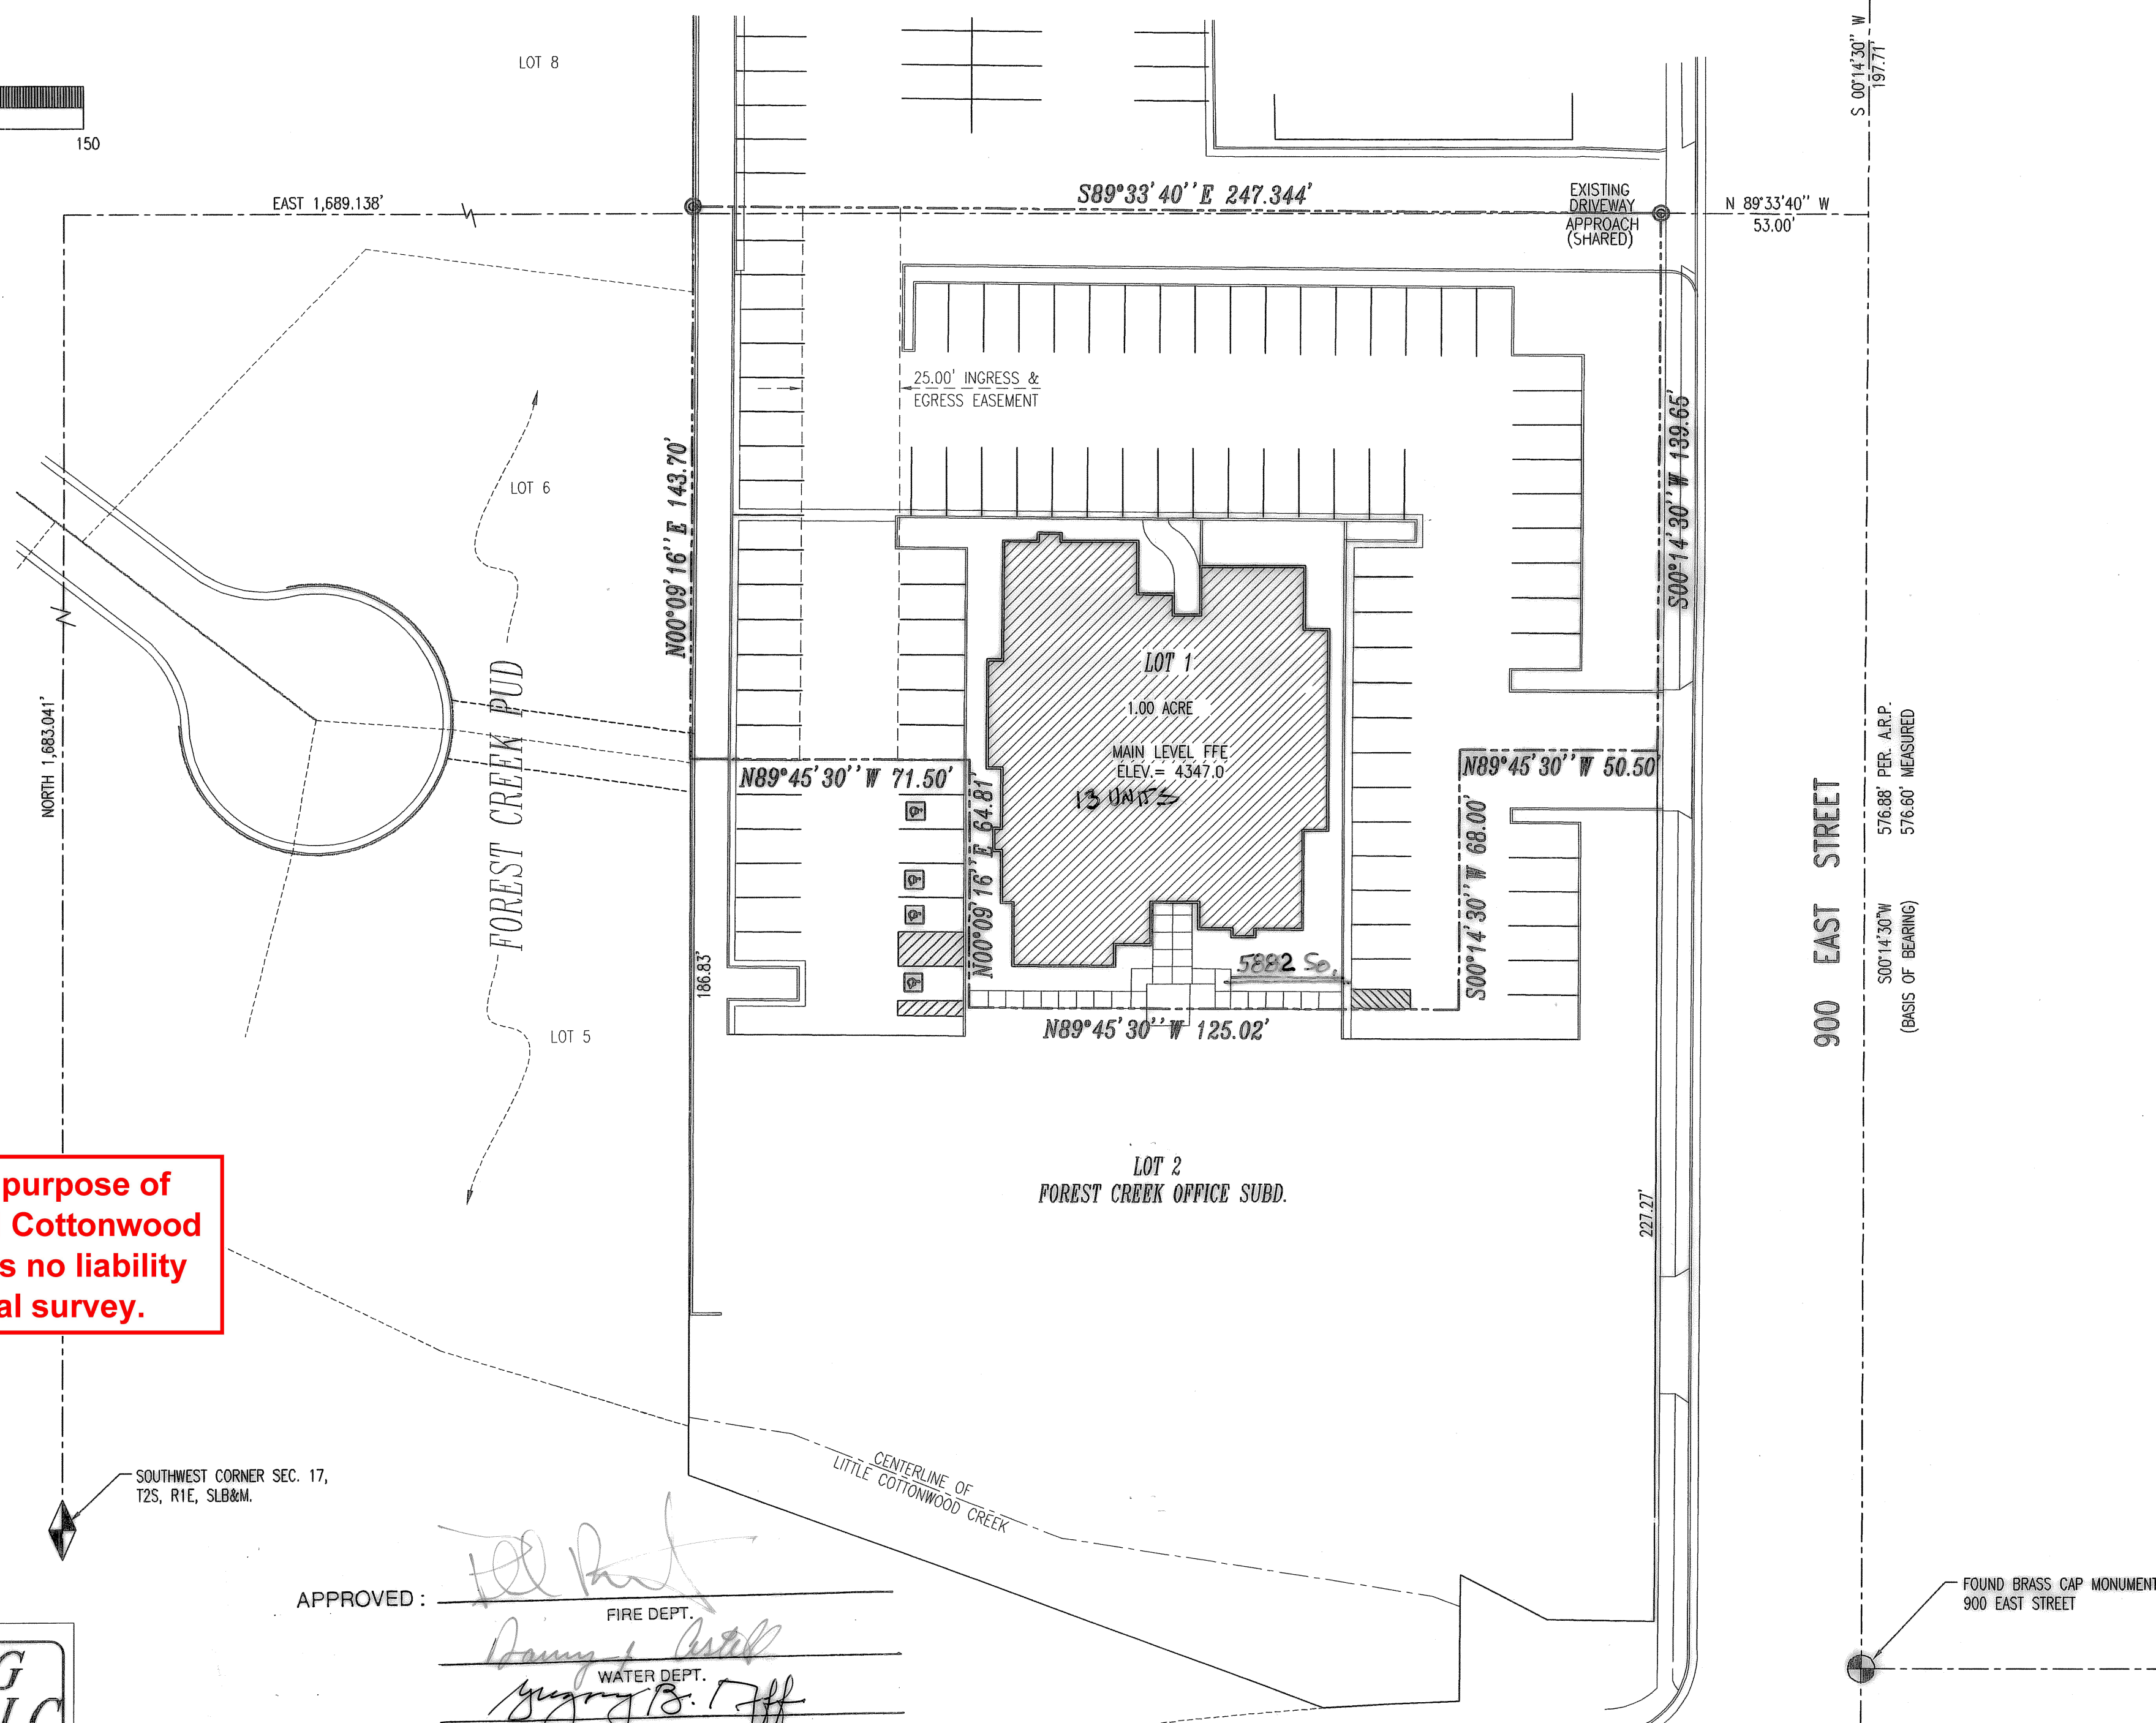 LOT 8
150
S 00°14'30" W
197.71'
EAST 1,689.138'
S89°33'40''E 247.344'
EXISTING
DRIVEWAY
APPROACH
(SHARED)
N 89°33'40'' W
53.00'
25.00' INGRESS &
EGRESS EASEMENT
N00°09'16''E 143.70'
S00°14'30''W 139.65'
LOT 6
FOREST CREEK PUD
LOT 5
NORTH 1,683.041'
LOT 1
1.00 ACRE
MAIN LEVEL FFE
ELEV.= 4347.0
13 UNITS
N89°45'30''W 71.50'
N00°09'16''E 64.81'
N89°45'30''W 50.50'
S00°14'30''W 68.00'
5882 So.
N89°45'30''W 125.02'
186.83'
900 EAST STREET
576.88' PER. A.R.P.
576.60' MEASURED
S00°14'30"W
(BASIS OF BEARING)
LOT 2
FOREST CREEK OFFICE SUBD.
227.27'
purpose of
Cottonwood
s no liability
al survey.
CENTERLINE OF
LITTLE COTTONWOOD CREEK
SOUTHWEST CORNER SEC. 17,
T2S, R1E, SLB&M.
FOUND BRASS CAP MONUMENT
900 EAST STREET
APPROVED :
FIRE DEPT.
WATER DEPT.
Gregory B.
G
LC